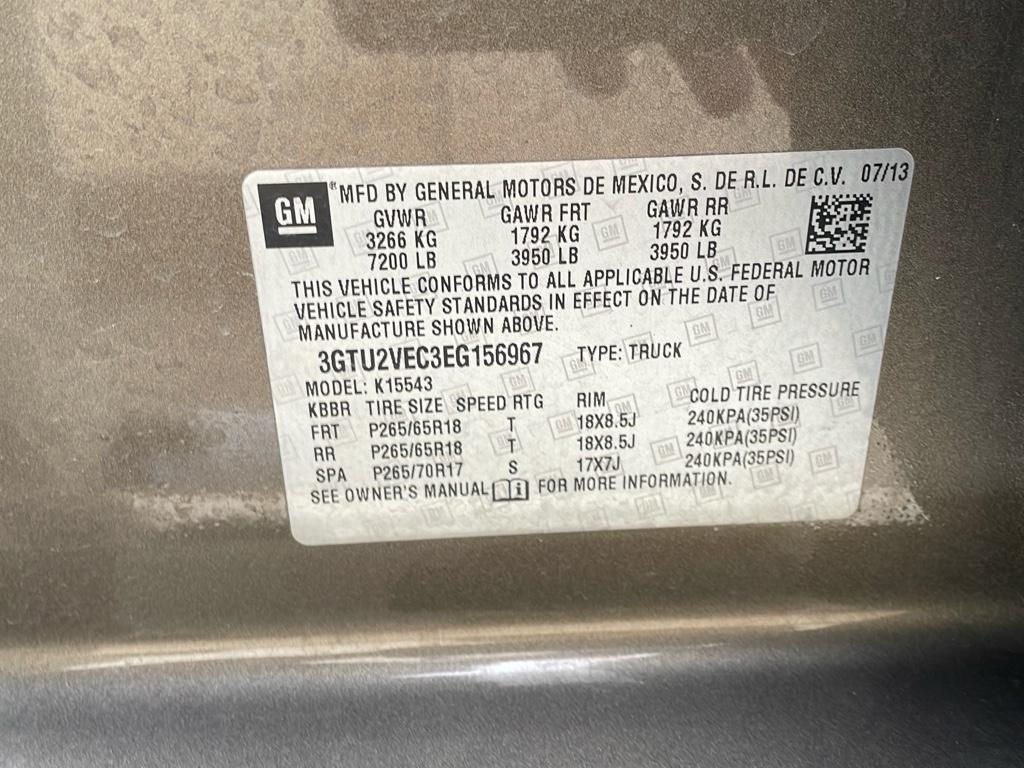 GM ® MFD BY GENERAL MOTORS DE MEXICO, S. DE R.L. DE C.V. 07/13
GVWR GAWR FRT GAWR RR
3266 KG 1792 KG 1792 KG
7200 LB 3950 LB 3950 LB
THIS VEHICLE CONFORMS TO ALL APPLICABLE U.S. FEDERAL MOTOR
VEHICLE SAFETY STANDARDS IN EFFECT ON THE DATE OF
MANUFACTURE SHOWN ABOVE.
3GTU2VEC3EG156967 TYPE: TRUCK
MODEL: K15543
KBBR TIRE SIZE SPEED RTG RIM COLD TIRE PRESSURE
FRT P265/65R18 T 18X8.5J 240KPA(35PSI)
RR P265/65R18 T 18X8.5J 240KPA(35PSI)
SPA P265/70R17 S 17X7J 240KPA(35PSI)
SEE OWNER'S MANUAL i FOR MORE INFORMATION.